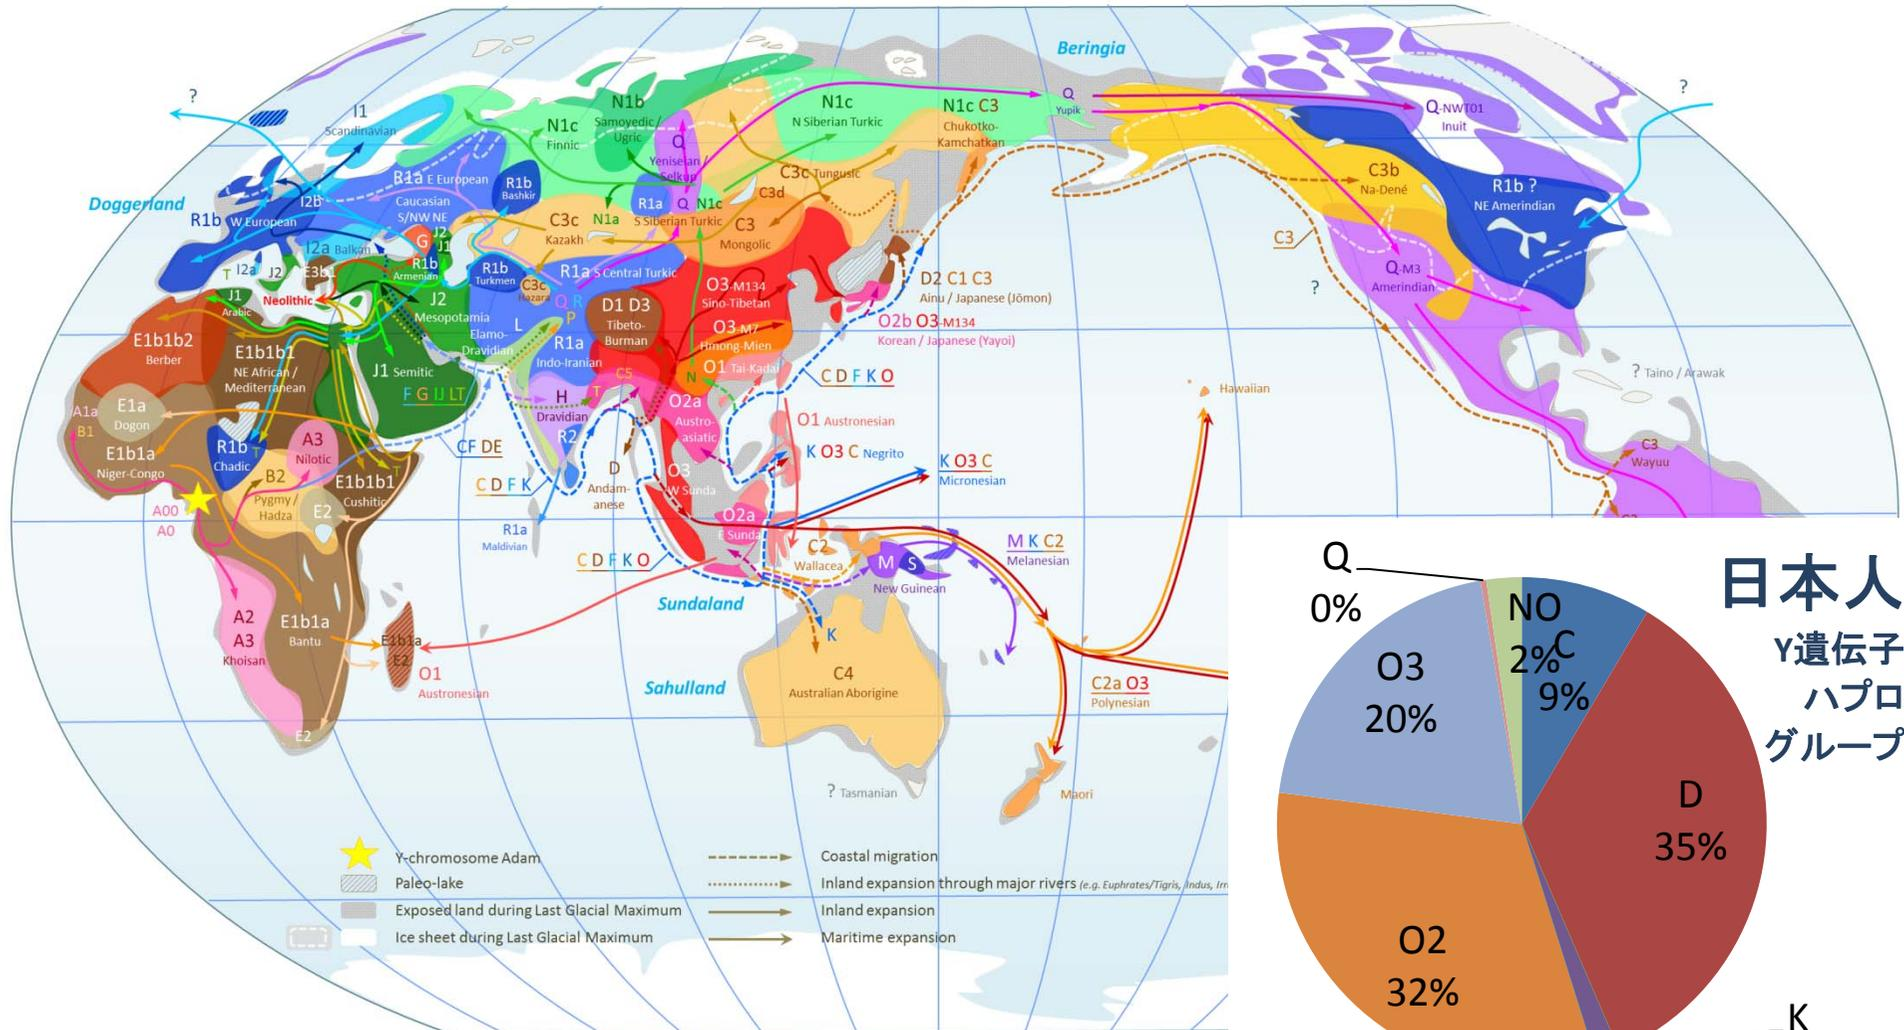 Beringia
?
?
I1
Scandinavian
N1b
Samoyedic /
Ugric
N1c
N Siberian Turkic
N1c C3
Chukotko-
Kamchatkan
Q
Yupik
Q-NWT01
Inuit
N1c
Finnic
Q
Yeniseian /
Selkup
R1a E European
R1b
Bashkir
C3c Tungusic
C3d
C3b
Na-Dené
R1b ?
NE Amerindian
Doggerland
R1b
W European
I2b
Caucasian
S/NW NE
R1a
Q
N1c
S Siberian Turkic
N1a
C3c
Kazakh
C3
Mongolic
C3
I2a Balkan
G
J2
J1
T
I2a
J2
E3b1
R1b
Armenian
R1b
Turkmen
R1a S Central Turkic
C3c
Hazara
Q R
P
D2 C1 C3
Ainu / Japanese (Jōmon)
Q-M3
Amerindian
?
J1
Arabic
Neolithic
J2
Mesopotamia
L
Elamo-
Dravidian
D1 D3
Tibeto-
Burman
O3-M134
Sino-Tibetan
O3-M7
Hmong-Mien
O2b O3-M134
Korean / Japanese (Yayoi)
E1b1b2
Berber
E1b1b1
NE African /
Mediterranean
J1 Semitic
F G IJ LT
R1a
Indo-Iranian
C5
T
N
O1 Tai-Kadai
C D F K O
? Taino / Arawak
Hawaiian
A1a
B1
E1a
Dogon
H
Dravidian
O2a
Austro-
asiatic
O1 Austronesian
E1b1a
Niger-Congo
R1b
Chadic
T
A3
Nilotic
CF DE
R2
K O3 C Negrito
K O3 C
Micronesian
C3
Wayuu
B2
Pygmy /
Hadza
E1b1b1
Cushitic
T
C D F K
D
Andam-
anese
O3
W Sunda
A00
A0
E2
R1a
Maldivian
O2a
E Sunda
C D F K O
C2
Wallacea
M
S
New Guinean
M K C2
Melanesian
Sundaland
A2
A3
Khoisan
E1b1a
Bantu
E1b1a
E2
O1
Austronesian
K
Sahulland
C4
Australian Aborigine
C2a O3
Polynesian
E2
? Tasmanian
Maori
Y-chromosome Adam
Paleo-lake
Exposed land during Last Glacial Maximum
Ice sheet during Last Glacial Maximum
Coastal migration
Inland expansion through major rivers (e.g. Euphrates/Tigris, Indus,
Inland expansion
Maritime expansion
日本人
Y遺伝子
ハプロ
グループ
Q
0%
NO
2%
C
9%
O3
20%
D
35%
O2
32%
K